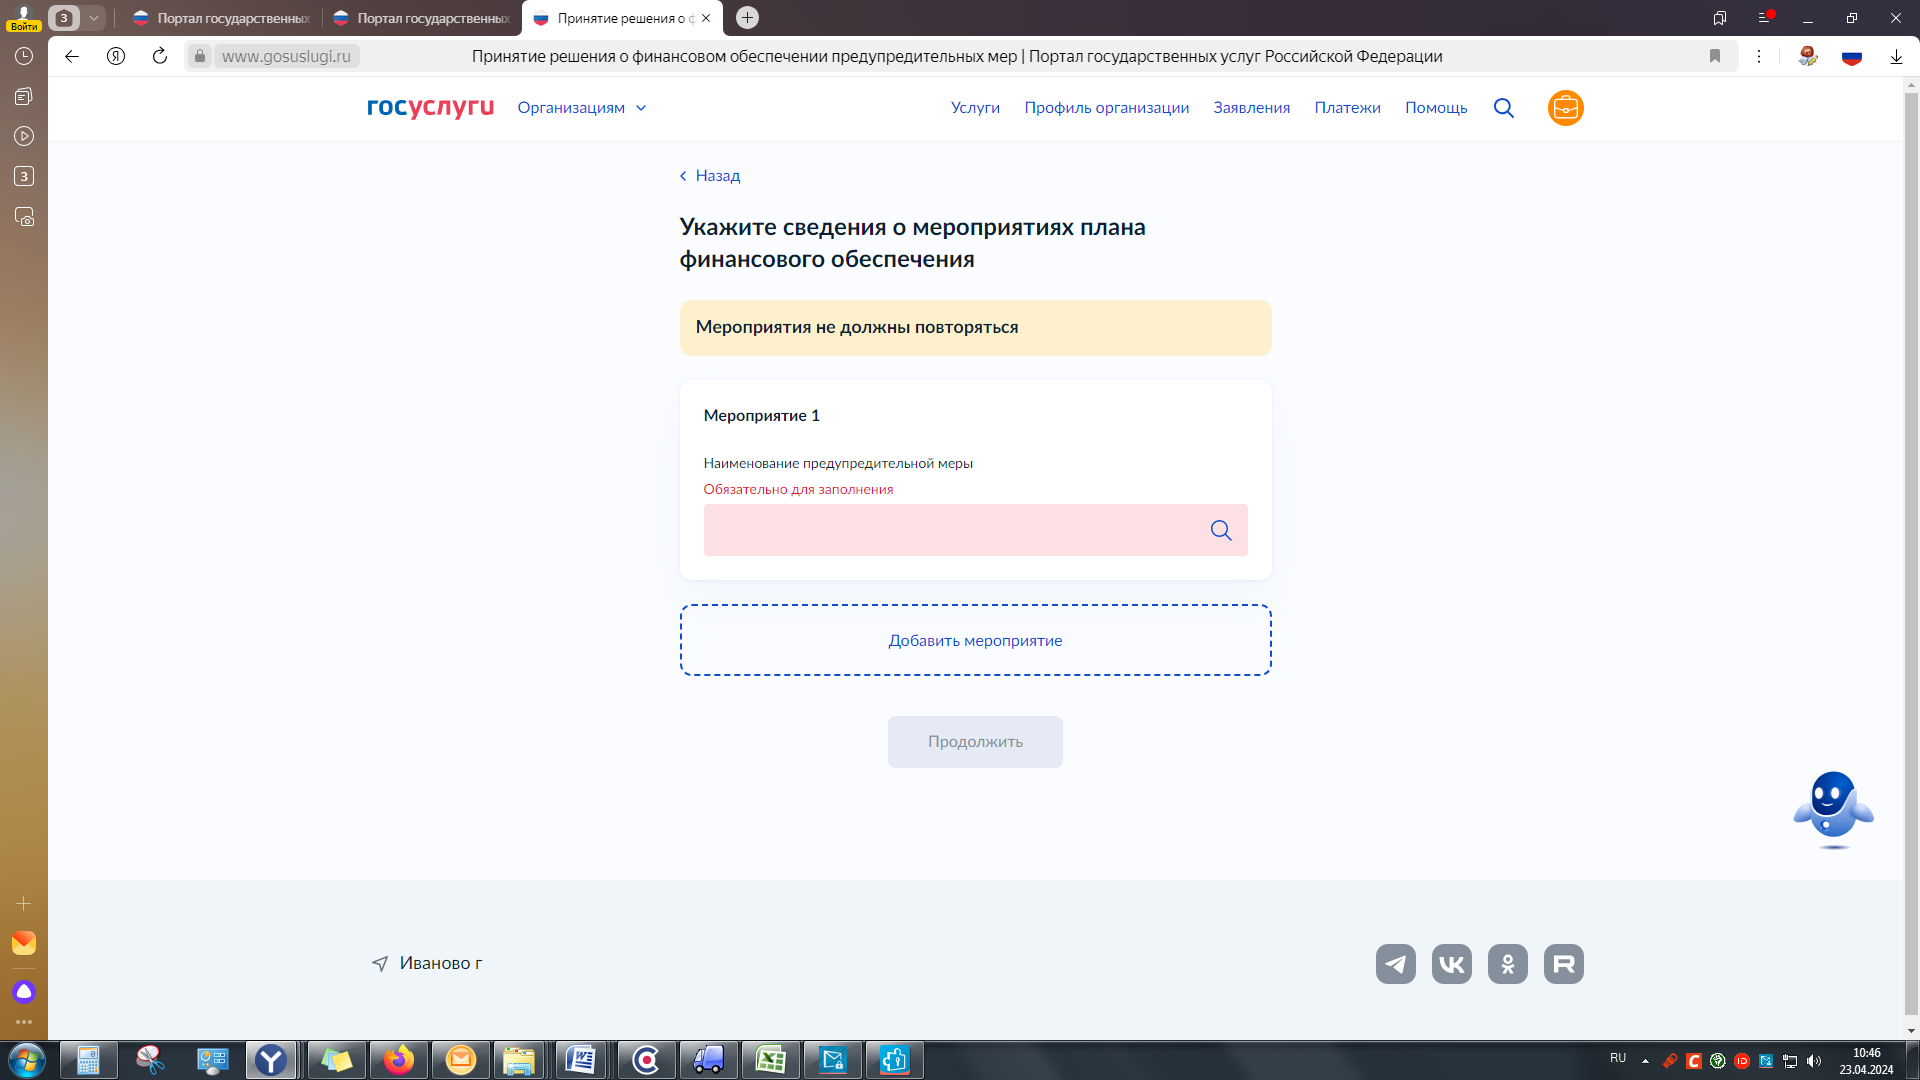 Войти
3
Портал государственных
Портал государственных
Принятие решения о ф
www.gosuslugi.ru
Принятие решения о финансовом обеспечении предупредительных мер | Портал государственных услуг Российской Федерации
3
госуслуги
Организациям
Услуги
Профиль организации
Заявления
Платежи
Помощь
Назад
Укажите сведения о мероприятиях плана
финансового обеспечения
Мероприятия не должны повторяться
Мероприятие 1
Наименование предупредительной меры
Обязательно для заполнения
Добавить мероприятие
Продолжить
Иваново г
RU
10:46
23.04.2024